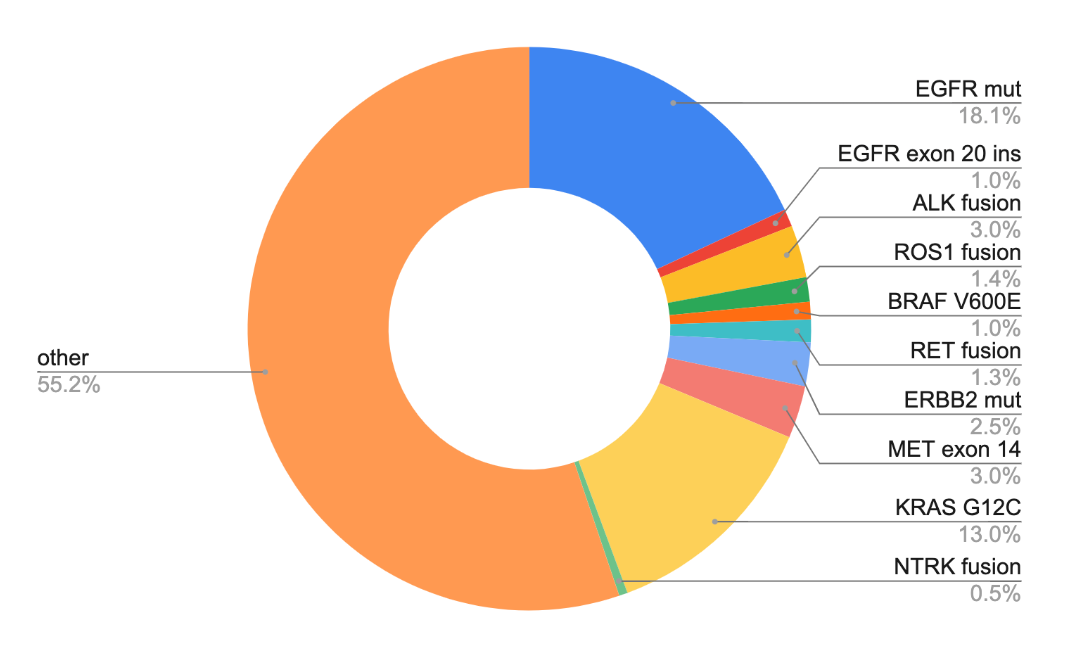 EGFR mut
18.1%
EGFR exon 20 ins
1.0%
ALK fusion
3.0%
ROS1 fusion
1.4%
BRAF V600E
1.0%
RET fusion
1.3%
ERBB2 mut
2.5%
MET exon 14
3.0%
KRAS G12C
13.0%
NTRK fusion
0.5%
other
55.2%